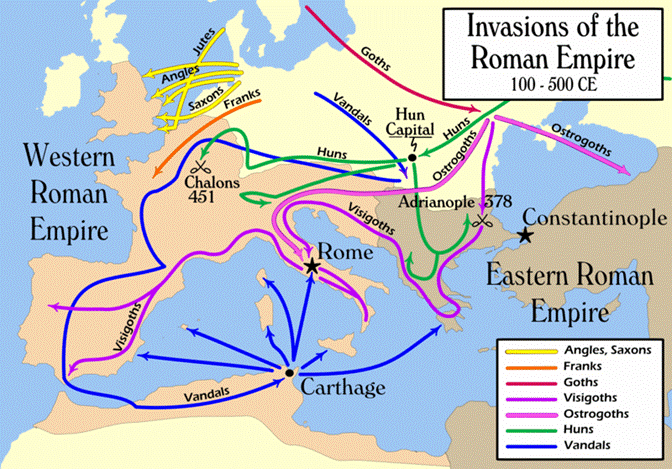 Invasions of the
Roman Empire
100 - 500 CE
Jutes
Angles
Saxons
Franks
Goths
Vandals
Hun
Capital
Huns
Ostrogoths
Huns
Ostrogoths
Western
Roman
Empire
Chalons
451
Adrianople 378
Visigoths
Constantinople
Rome
Eastern Roman
Empire
Visigoths
Vandals
Carthage
Angles, Saxons
Franks
Goths
Visigoths
Ostrogoths
Huns
Vandals